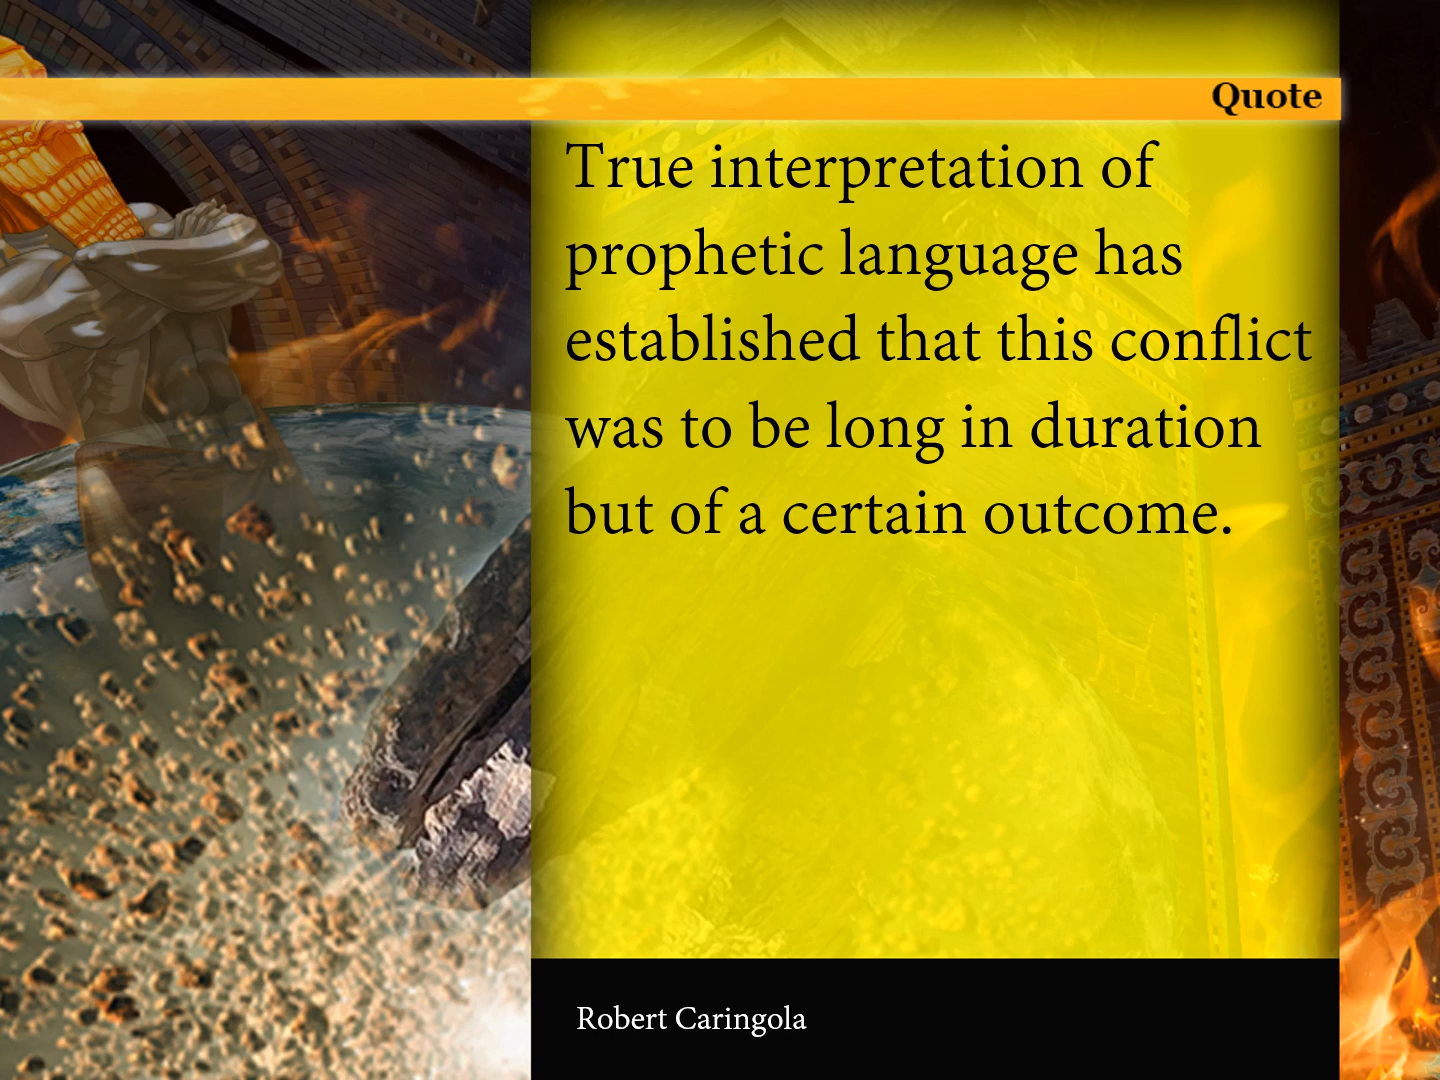 Quote
True interpretation of
prophetic language has
established that this conflict
was to be long in duration
but of a certain outcome.
Robert Caringola